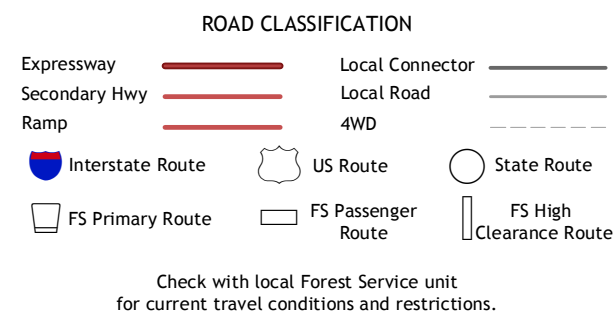 ROAD CLASSIFICATION
Expressway
Local Connector
Secondary Hwy
Local Road
Ramp
4WD
Interstate Route
US Route
State Route
FS Primary Route
FS Passenger
Route
FS High
Clearance Route
Check with local Forest Service unit
for current travel conditions and restrictions.